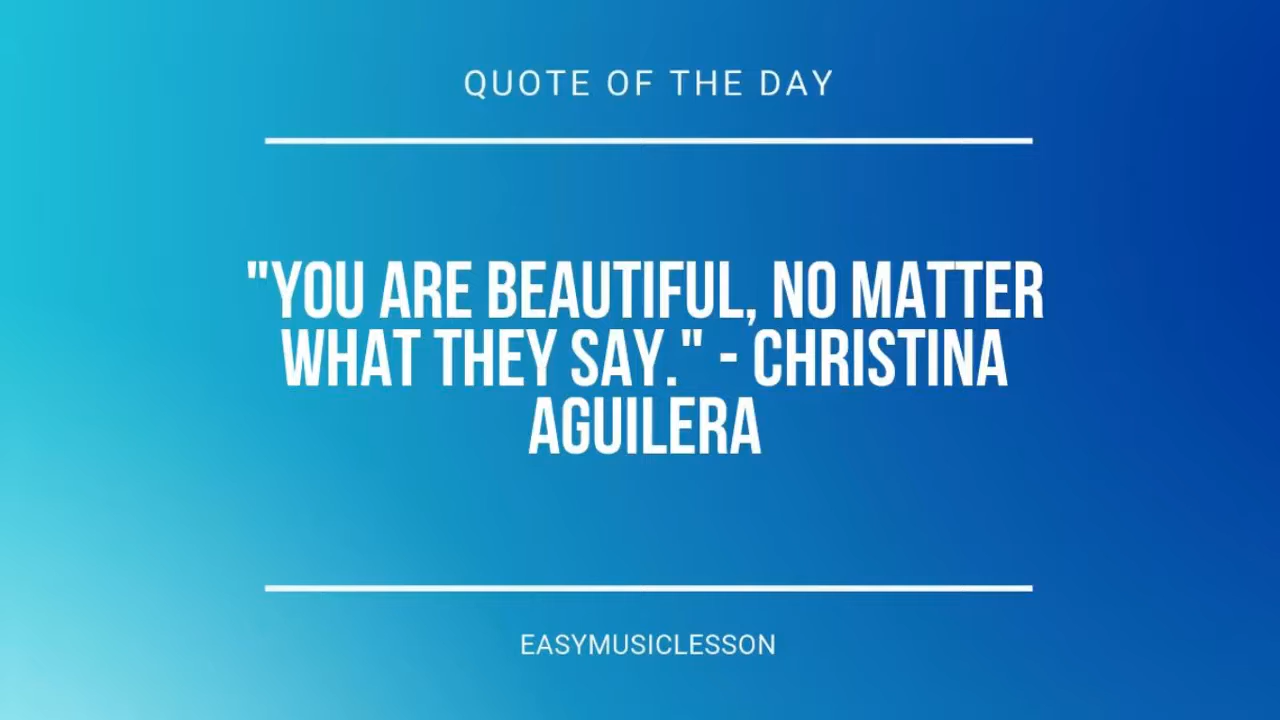 QUOTE OF THE DAY
"YOU ARE BEAUTIFUL, NO MATTER
WHAT THEY SAY." - CHRISTINA
AGUILERA
EASYMUSICLESSON